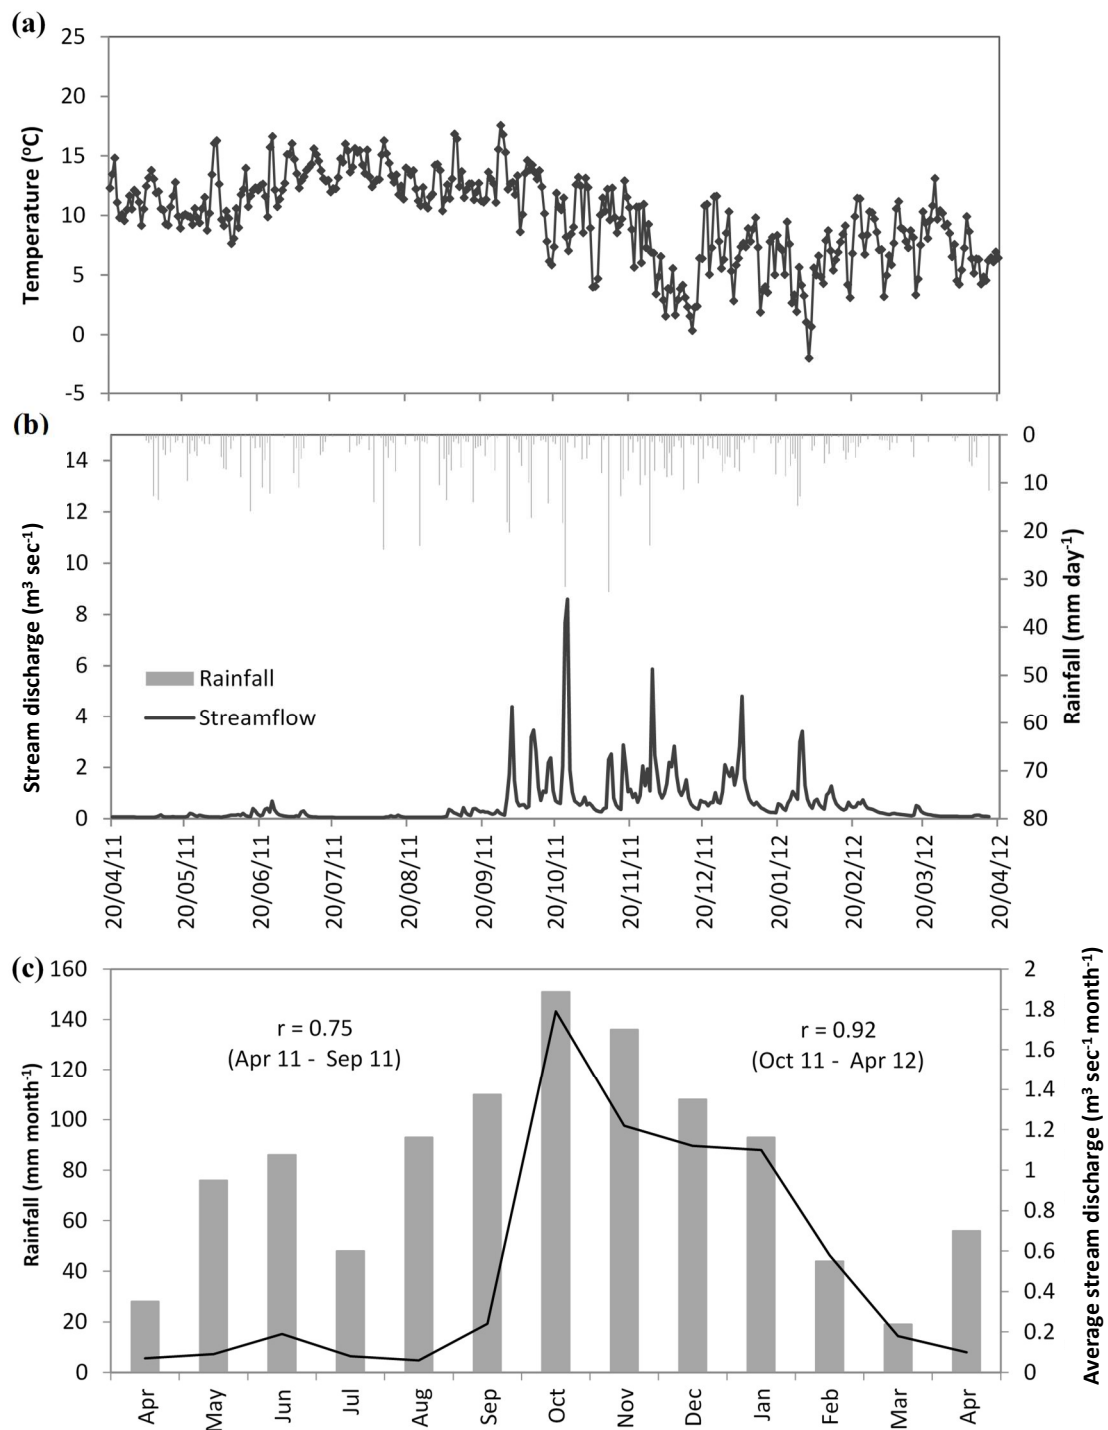 (a)
25
20
15
10
5
0
-5
Temperature (°C)
(b)
14
12
10
8
6
4
2
0
Stream discharge (m³ sec⁻¹)
0
10
20
30
40
50
60
70
80
Rainfall (mm day⁻¹)
Rainfall
Streamflow
20/04/11
20/05/11
20/06/11
20/07/11
20/08/11
20/09/11
20/10/11
20/11/11
20/12/11
20/01/12
20/02/12
20/03/12
20/04/12
(c)
160
140
120
100
80
60
40
20
0
Rainfall (mm month⁻¹)
r = 0.75
(Apr 11 - Sep 11)
r = 0.92
(Oct 11 - Apr 12)
2
1.8
1.6
1.4
1.2
1
0.8
0.6
0.4
0.2
0
Average stream discharge (m³ sec⁻¹ month⁻¹)
Apr
May
Jun
Jul
Aug
Sep
Oct
Nov
Dec
Jan
Feb
Mar
Apr